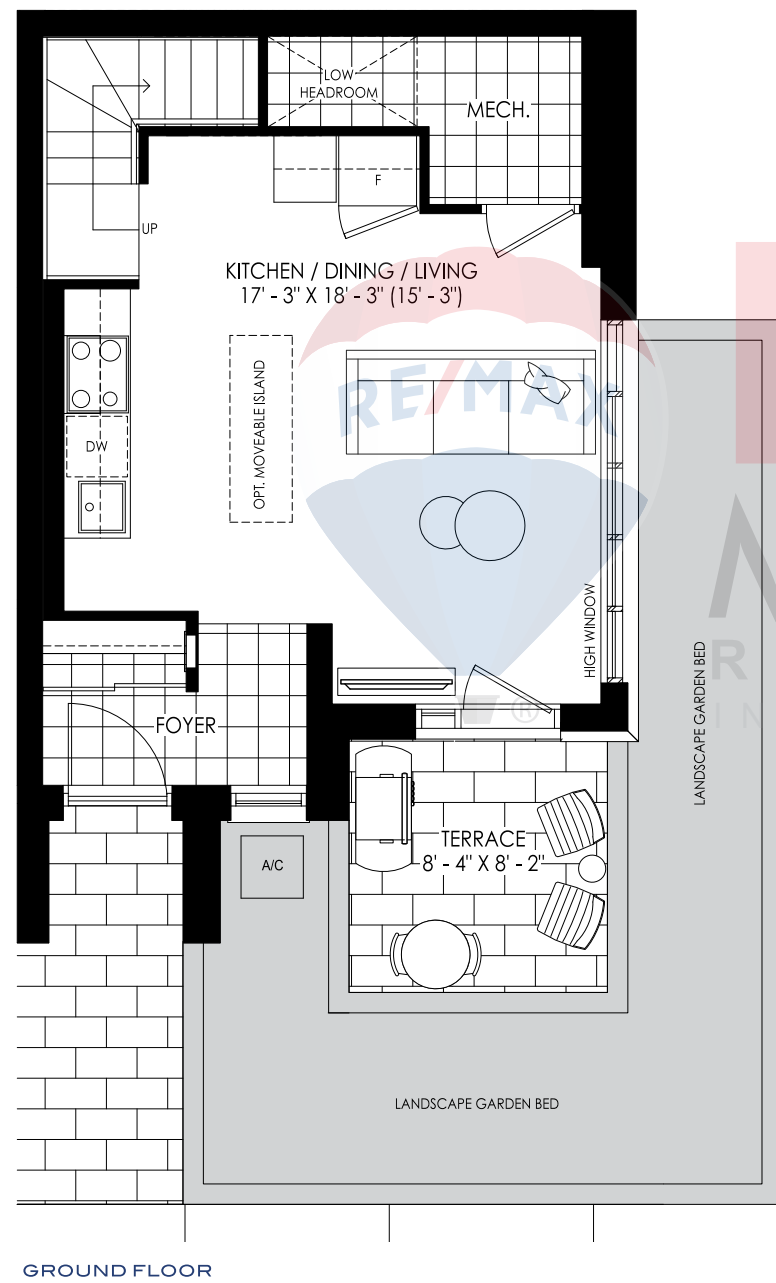 LOW
HEADROOM
MECH.
F
UP
KITCHEN / DINING / LIVING
17' - 3" X 18' - 3" (15' - 3")
OPT. MOVEABLE ISLAND
RE/MAX
DW
HIGH WINDOW
LANDSCAPE GARDEN BED
R
IN
FOYER
®
TERRACE
8' - 4" X 8' - 2"
A/C
LANDSCAPE GARDEN BED
GROUND FLOOR